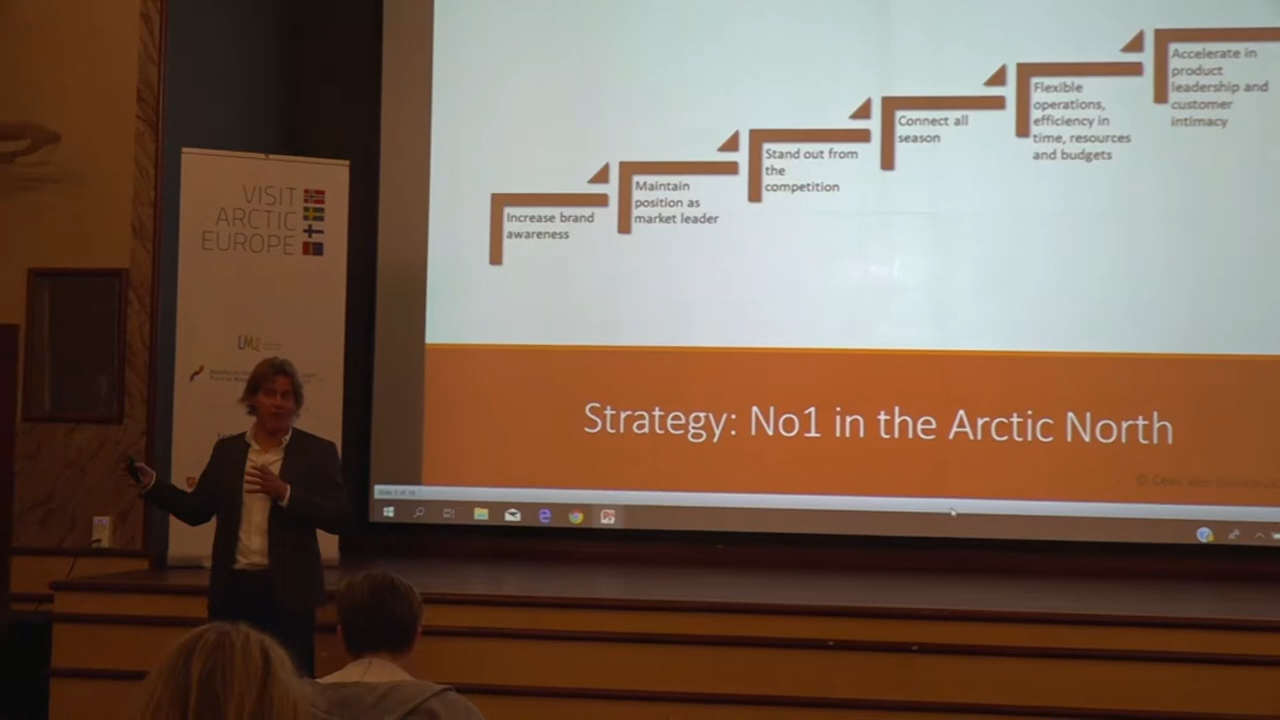 VISIT
ARCTIC
EUROPE
Increase brand
awareness
Maintain
position as
market leader
Stand out from
the
competition
Connect all
season
Flexible
operations,
efficiency in
time, resources
and budgets
Accelerate in
product
leadership and
customer
intimacy
Strategy: No1 in the Arctic North